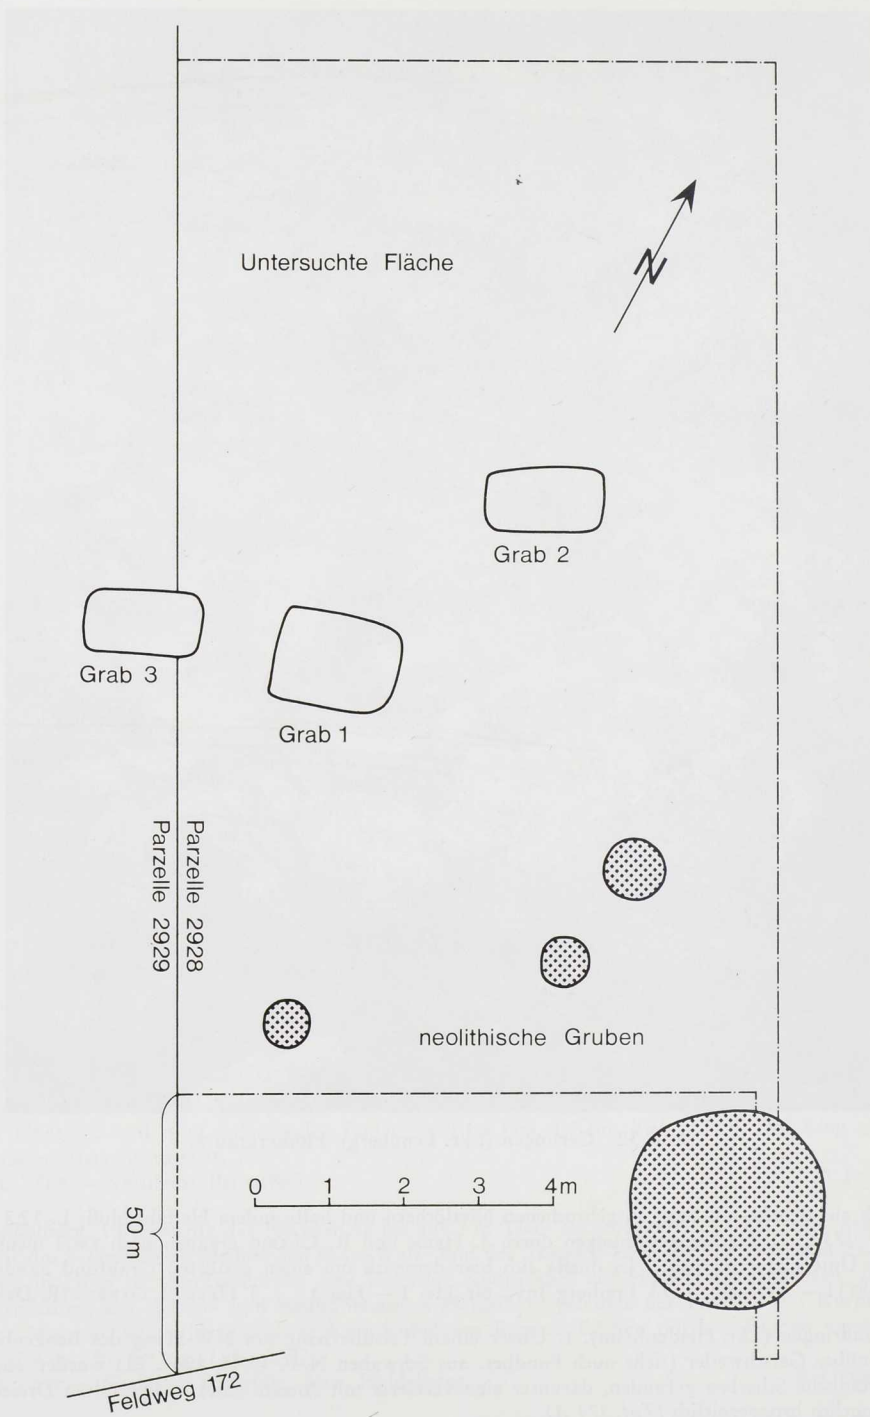 Untersuchte Fläche
N
Grab 2
Grab 3
Grab 1
Parzelle 2928
Parzelle 2929
neolithische Gruben
0 1 2 3 4 m
50 m
Feldweg 172